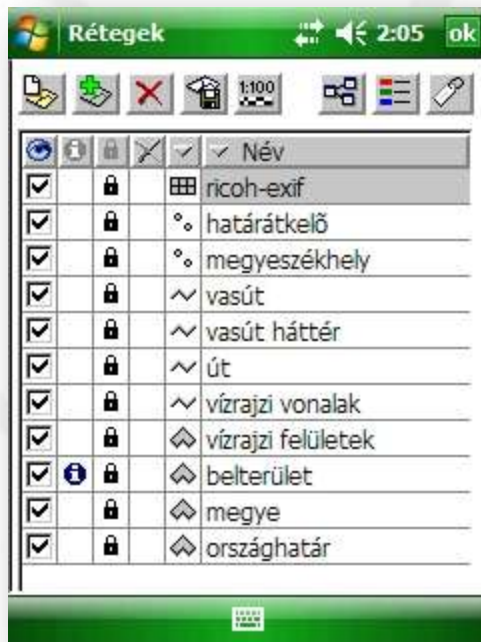 Rétegek 2:05 ok
1:100
Név
ricoh-exif
határátkelõ
megyeszékhely
vasút
vasút háttér
út
vízrajzi vonalak
vízrajzi felületek
belterület
megye
országhatár